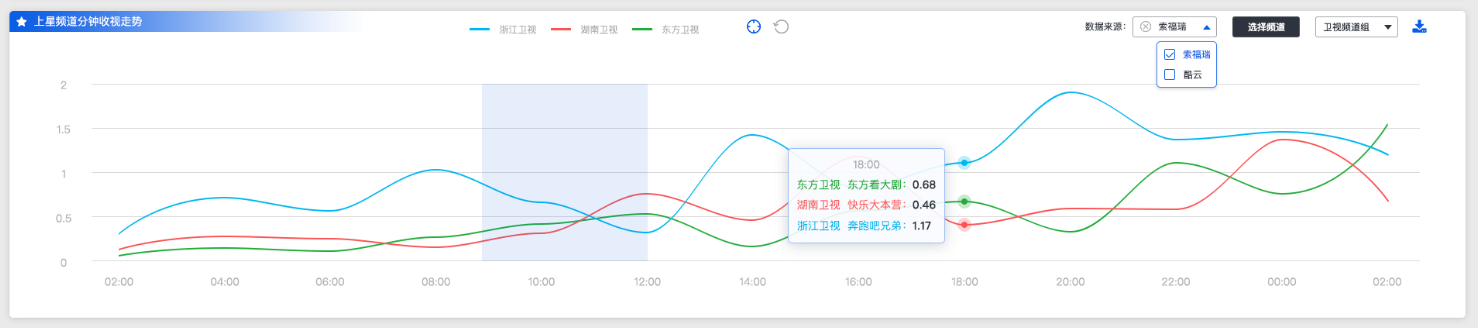 上星频道分钟收视走势
浙江卫视 湖南卫视 东方卫视
数据来源： 索福瑞 选择频道 卫视频道组
索福瑞
酷云
2
1.5
1
0.5
0
18:00
东方卫视 东方看大剧：0.68
湖南卫视 快乐大本营：0.46
浙江卫视 奔跑吧兄弟：1.17
02:00 04:00 06:00 08:00 10:00 12:00 14:00 16:00 18:00 20:00 22:00 00:00 02:00